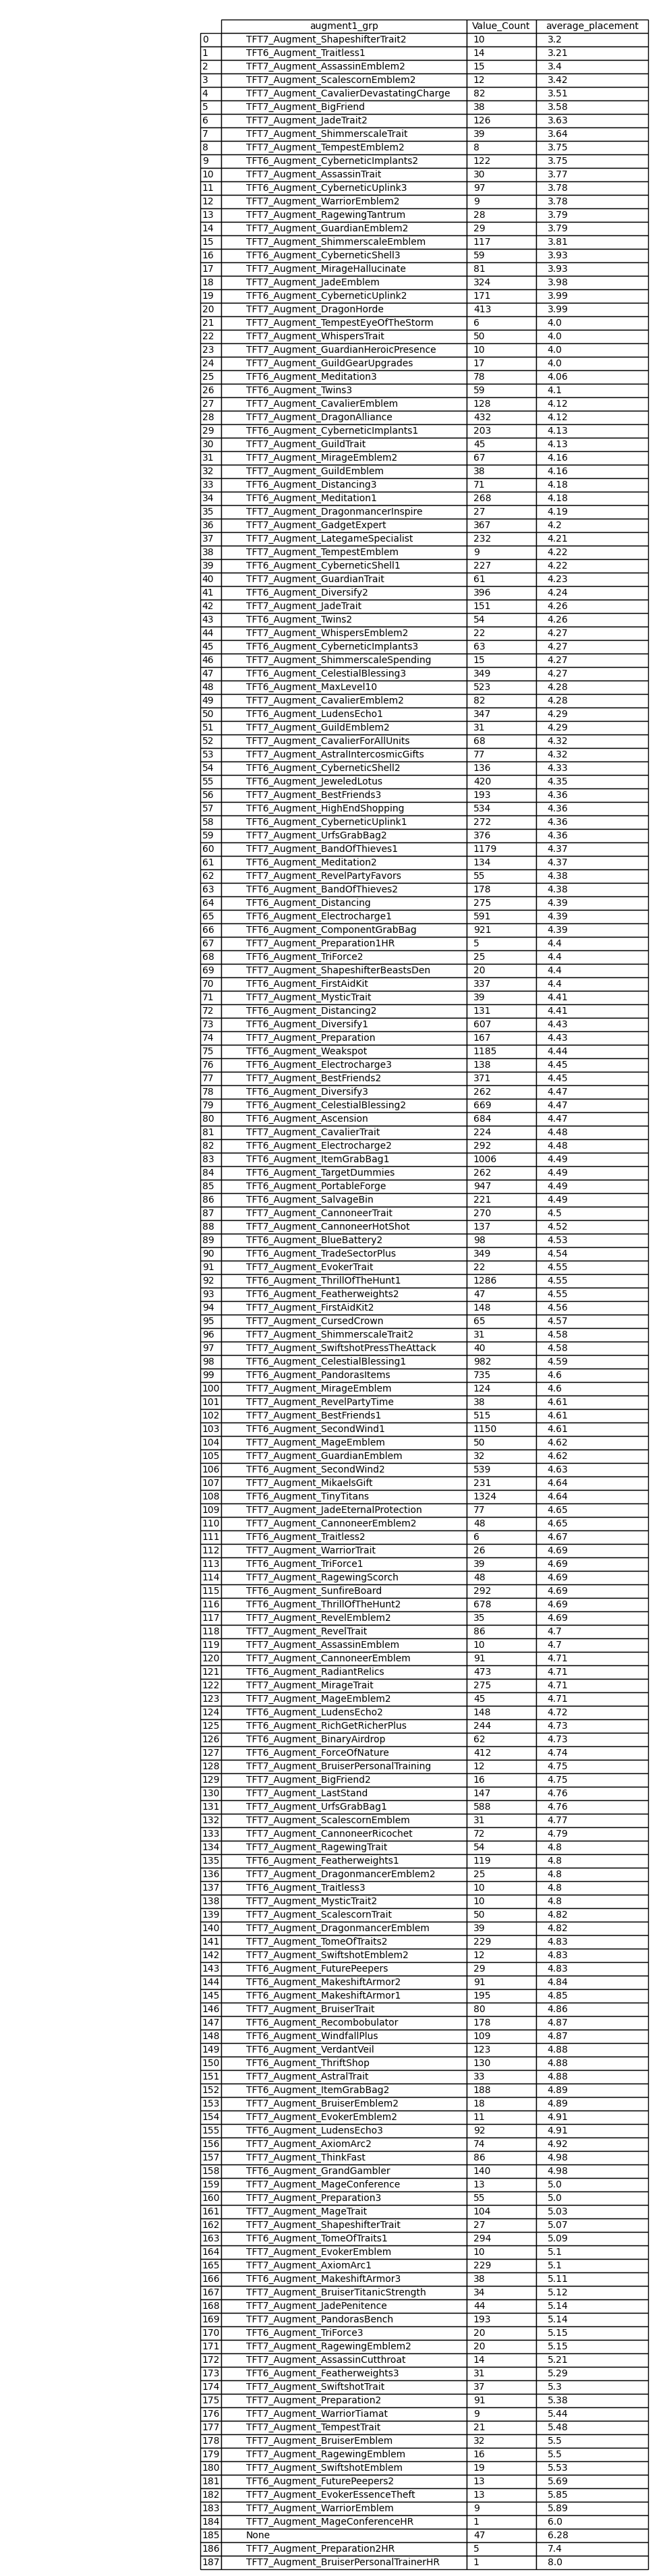 augment1_grp Value_Count average_placement
0 TFT7_Augment_ShapeshifterTrait2 10 3.2
1 TFT6_Augment_Traitless1 14 3.21
2 TFT7_Augment_AssassinEmblem2 15 3.4
3 TFT7_Augment_ScalescornEmblem2 12 3.42
4 TFT7_Augment_CavalierDevastatingCharge 82 3.51
5 TFT7_Augment_BigFriend 38 3.58
6 TFT7_Augment_JadeTrait2 126 3.63
7 TFT7_Augment_ShimmerscaleTrait 39 3.64
8 TFT7_Augment_TempestEmblem2 8 3.75
9 TFT6_Augment_CyberneticImplants2 122 3.75
10 TFT7_Augment_AssassinTrait 30 3.77
11 TFT6_Augment_CyberneticUplink3 97 3.78
12 TFT7_Augment_WarriorEmblem2 9 3.78
13 TFT7_Augment_RagewingTantrum 28 3.79
14 TFT7_Augment_GuardianEmblem2 29 3.79
15 TFT7_Augment_ShimmerscaleEmblem 117 3.81
16 TFT6_Augment_CyberneticShell3 59 3.93
17 TFT7_Augment_MirageHallucinate 81 3.93
18 TFT7_Augment_JadeEmblem 324 3.98
19 TFT6_Augment_CyberneticUplink2 171 3.99
20 TFT7_Augment_DragonHorde 413 3.99
21 TFT7_Augment_TempestEyeOfTheStorm 6 4.0
22 TFT7_Augment_WhispersTrait 50 4.0
23 TFT7_Augment_GuardianHeroicPresence 10 4.0
24 TFT7_Augment_GuildGearUpgrades 17 4.0
25 TFT6_Augment_Meditation3 78 4.06
26 TFT6_Augment_Twins3 59 4.1
27 TFT7_Augment_CavalierEmblem 128 4.12
28 TFT7_Augment_DragonAlliance 432 4.12
29 TFT6_Augment_CyberneticImplants1 203 4.13
30 TFT7_Augment_GuildTrait 45 4.13
31 TFT7_Augment_MirageEmblem2 67 4.16
32 TFT7_Augment_GuildEmblem 38 4.16
33 TFT6_Augment_Distancing3 71 4.18
34 TFT6_Augment_Meditation1 268 4.18
35 TFT7_Augment_DragonmancerInspire 27 4.19
36 TFT7_Augment_GadgetExpert 367 4.2
37 TFT7_Augment_LategameSpecialist 232 4.21
38 TFT7_Augment_TempestEmblem 9 4.22
39 TFT6_Augment_CyberneticShell1 227 4.22
40 TFT7_Augment_GuardianTrait 61 4.23
41 TFT6_Augment_Diversify2 396 4.24
42 TFT7_Augment_JadeTrait 151 4.26
43 TFT6_Augment_Twins2 54 4.26
44 TFT7_Augment_WhispersEmblem2 22 4.27
45 TFT6_Augment_CyberneticImplants3 63 4.27
46 TFT7_Augment_ShimmerscaleSpending 15 4.27
47 TFT6_Augment_CelestialBlessing3 349 4.27
48 TFT6_Augment_MaxLevel10 523 4.28
49 TFT7_Augment_CavalierEmblem2 82 4.28
50 TFT6_Augment_LudensEcho1 347 4.29
51 TFT7_Augment_GuildEmblem2 31 4.29
52 TFT7_Augment_CavalierForAllUnits 68 4.32
53 TFT7_Augment_AstralIntercosmicGifts 77 4.32
54 TFT6_Augment_CyberneticShell2 136 4.33
55 TFT6_Augment_JeweledLotus 420 4.35
56 TFT7_Augment_BestFriends3 193 4.36
57 TFT6_Augment_HighEndShopping 534 4.36
58 TFT6_Augment_CyberneticUplink1 272 4.36
59 TFT7_Augment_UrfsGrabBag2 376 4.36
60 TFT7_Augment_BandOfThieves1 1179 4.37
61 TFT6_Augment_Meditation2 134 4.37
62 TFT7_Augment_RevelPartyFavors 55 4.38
63 TFT6_Augment_BandOfThieves2 178 4.38
64 TFT6_Augment_Distancing 275 4.39
65 TFT6_Augment_Electrocharge1 591 4.39
66 TFT6_Augment_ComponentGrabBag 921 4.39
67 TFT7_Augment_Preparation1HR 5 4.4
68 TFT6_Augment_TriForce2 25 4.4
69 TFT7_Augment_ShapeshifterBeastsDen 20 4.4
70 TFT6_Augment_FirstAidKit 337 4.4
71 TFT7_Augment_MysticTrait 39 4.41
72 TFT6_Augment_Distancing2 131 4.41
73 TFT6_Augment_Diversify1 607 4.43
74 TFT7_Augment_Preparation 167 4.43
75 TFT6_Augment_Weakspot 1185 4.44
76 TFT6_Augment_Electrocharge3 138 4.45
77 TFT7_Augment_BestFriends2 371 4.45
78 TFT6_Augment_Diversify3 262 4.47
79 TFT6_Augment_CelestialBlessing2 669 4.47
80 TFT6_Augment_Ascension 684 4.47
81 TFT7_Augment_CavalierTrait 224 4.48
82 TFT6_Augment_Electrocharge2 292 4.48
83 TFT6_Augment_ItemGrabBag1 1006 4.49
84 TFT6_Augment_TargetDummies 262 4.49
85 TFT6_Augment_PortableForge 947 4.49
86 TFT6_Augment_SalvageBin 221 4.49
87 TFT7_Augment_CannoneerTrait 270 4.5
88 TFT7_Augment_CannoneerHotShot 137 4.52
89 TFT6_Augment_BlueBattery2 98 4.53
90 TFT6_Augment_TradeSectorPlus 349 4.54
91 TFT7_Augment_EvokerTrait 22 4.55
92 TFT6_Augment_ThrillOfTheHunt1 1286 4.55
93 TFT6_Augment_Featherweights2 47 4.55
94 TFT7_Augment_FirstAidKit2 148 4.56
95 TFT7_Augment_CursedCrown 65 4.57
96 TFT7_Augment_ShimmerscaleTrait2 31 4.58
97 TFT7_Augment_SwiftshotPressTheAttack 40 4.58
98 TFT6_Augment_CelestialBlessing1 982 4.59
99 TFT6_Augment_PandorasItems 735 4.6
100 TFT7_Augment_MirageEmblem 124 4.6
101 TFT7_Augment_RevelPartyTime 38 4.61
102 TFT7_Augment_BestFriends1 515 4.61
103 TFT6_Augment_SecondWind1 1150 4.61
104 TFT7_Augment_MageEmblem 50 4.62
105 TFT7_Augment_GuardianEmblem 32 4.62
106 TFT6_Augment_SecondWind2 539 4.63
107 TFT7_Augment_MikaelsGift 231 4.64
108 TFT6_Augment_TinyTitans 1324 4.64
109 TFT7_Augment_JadeEternalProtection 77 4.65
110 TFT7_Augment_CannoneerEmblem2 48 4.65
111 TFT6_Augment_Traitless2 6 4.67
112 TFT7_Augment_WarriorTrait 26 4.69
113 TFT6_Augment_TriForce1 39 4.69
114 TFT7_Augment_RagewingScorch 48 4.69
115 TFT6_Augment_SunfireBoard 292 4.69
116 TFT6_Augment_ThrillOfTheHunt2 678 4.69
117 TFT7_Augment_RevelEmblem2 35 4.69
118 TFT7_Augment_RevelTrait 86 4.7
119 TFT7_Augment_AssassinEmblem 10 4.7
120 TFT7_Augment_CannoneerEmblem 91 4.71
121 TFT6_Augment_RadiantRelics 473 4.71
122 TFT7_Augment_MirageTrait 275 4.71
123 TFT7_Augment_MageEmblem2 45 4.71
124 TFT6_Augment_LudensEcho2 148 4.72
125 TFT6_Augment_RichGetRicherPlus 244 4.73
126 TFT6_Augment_BinaryAirdrop 62 4.73
127 TFT6_Augment_ForceOfNature 412 4.74
128 TFT7_Augment_BruiserPersonalTraining 12 4.75
129 TFT7_Augment_BigFriend2 16 4.75
130 TFT7_Augment_LastStand 147 4.76
131 TFT7_Augment_UrfsGrabBag1 588 4.76
132 TFT7_Augment_ScalescornEmblem 31 4.77
133 TFT7_Augment_CannoneerRicochet 72 4.79
134 TFT7_Augment_RagewingTrait 54 4.8
135 TFT6_Augment_Featherweights1 119 4.8
136 TFT7_Augment_DragonmancerEmblem2 25 4.8
137 TFT6_Augment_Traitless3 10 4.8
138 TFT7_Augment_MysticTrait2 10 4.8
139 TFT7_Augment_ScalescornTrait 50 4.82
140 TFT7_Augment_DragonmancerEmblem 39 4.82
141 TFT7_Augment_TomeOfTraits2 229 4.83
142 TFT7_Augment_SwiftshotEmblem2 12 4.83
143 TFT6_Augment_FuturePeepers 29 4.83
144 TFT6_Augment_MakeshiftArmor2 91 4.84
145 TFT6_Augment_MakeshiftArmor1 195 4.85
146 TFT7_Augment_BruiserTrait 80 4.86
147 TFT6_Augment_Recombobulator 178 4.87
148 TFT6_Augment_WindfallPlus 109 4.87
149 TFT6_Augment_VerdantVeil 123 4.88
150 TFT6_Augment_ThriftShop 130 4.88
151 TFT7_Augment_AstralTrait 33 4.88
152 TFT6_Augment_ItemGrabBag2 188 4.89
153 TFT7_Augment_BruiserEmblem2 18 4.89
154 TFT7_Augment_EvokerEmblem2 11 4.91
155 TFT6_Augment_LudensEcho3 92 4.91
156 TFT7_Augment_AxiomArc2 74 4.92
157 TFT7_Augment_ThinkFast 86 4.98
158 TFT6_Augment_GrandGambler 140 4.98
159 TFT7_Augment_MageConference 13 5.0
160 TFT7_Augment_Preparation3 55 5.0
161 TFT7_Augment_MageTrait 104 5.03
162 TFT7_Augment_ShapeshifterTrait 27 5.07
163 TFT6_Augment_TomeOfTraits1 294 5.09
164 TFT7_Augment_EvokerEmblem 10 5.1
165 TFT7_Augment_AxiomArc1 229 5.1
166 TFT6_Augment_MakeshiftArmor3 38 5.11
167 TFT7_Augment_BruiserTitanicStrength 34 5.12
168 TFT7_Augment_JadePenitence 44 5.14
169 TFT7_Augment_PandorasBench 193 5.14
170 TFT6_Augment_TriForce3 20 5.15
171 TFT7_Augment_RagewingEmblem2 20 5.15
172 TFT7_Augment_AssassinCutthroat 14 5.21
173 TFT6_Augment_Featherweights3 31 5.29
174 TFT7_Augment_SwiftshotTrait 37 5.3
175 TFT7_Augment_Preparation2 91 5.38
176 TFT7_Augment_WarriorTiamat 9 5.44
177 TFT7_Augment_TempestTrait 21 5.48
178 TFT7_Augment_BruiserEmblem 32 5.5
179 TFT7_Augment_RagewingEmblem 16 5.5
180 TFT7_Augment_SwiftshotEmblem 19 5.53
181 TFT6_Augment_FuturePeepers2 13 5.69
182 TFT7_Augment_EvokerEssenceTheft 13 5.85
183 TFT7_Augment_WarriorEmblem 9 5.89
184 TFT7_Augment_MageConferenceHR 1 6.0
185 None 47 6.28
186 TFT7_Augment_Preparation2HR 5 7.4
187 TFT7_Augment_BruiserPersonalTrainerHR 1 8.0